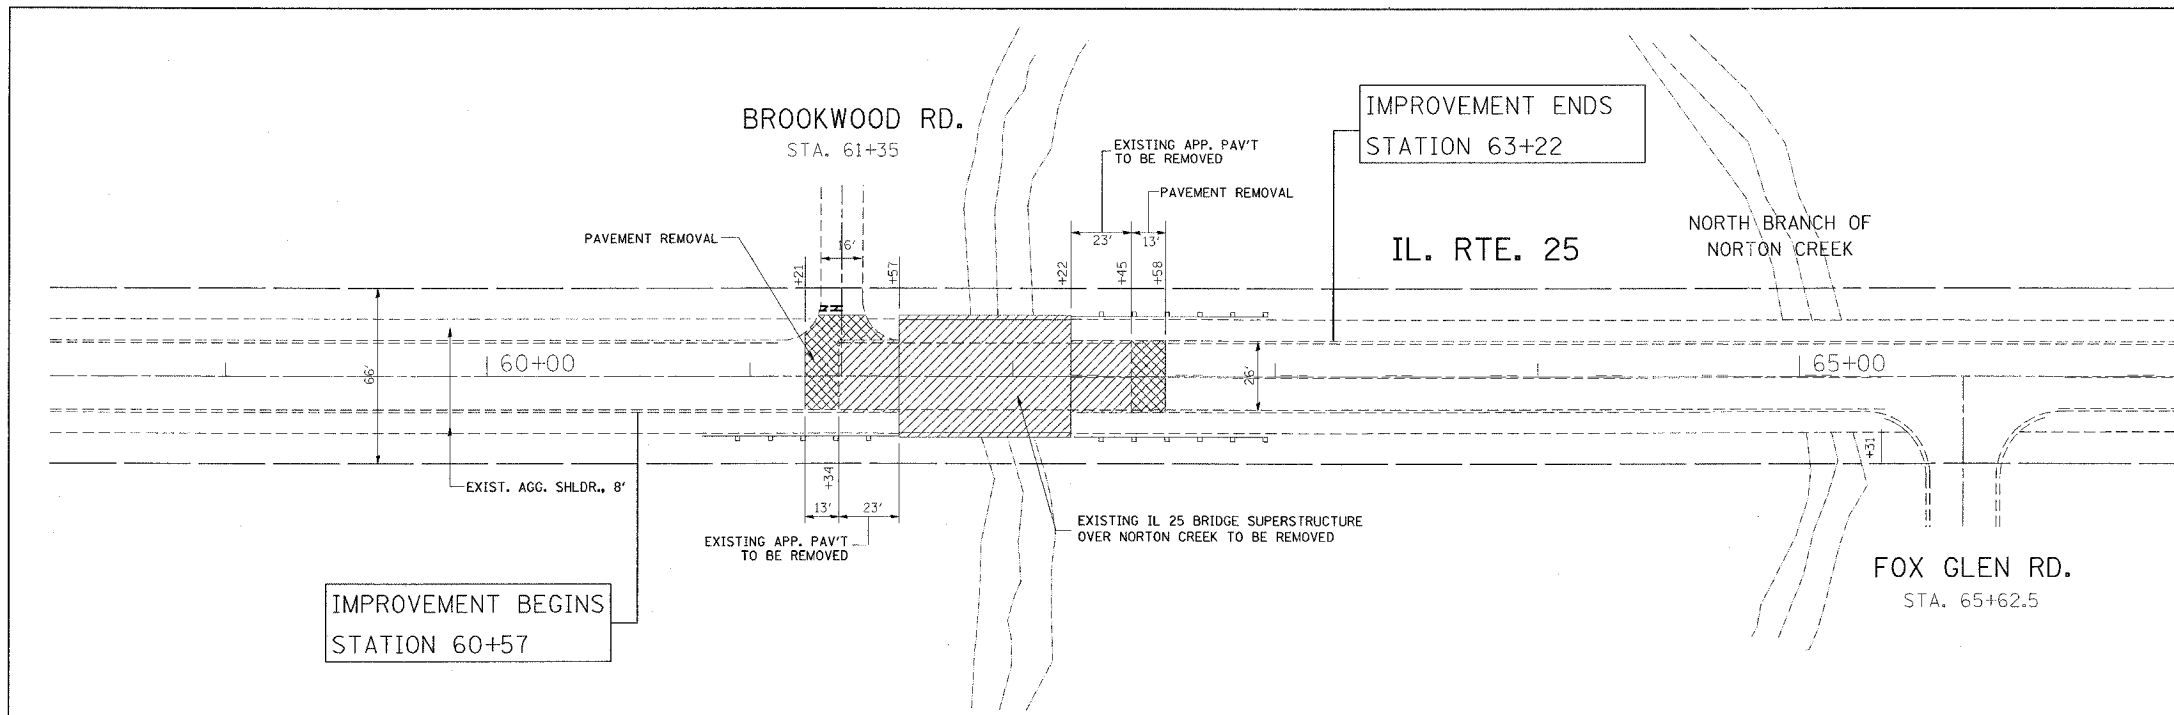 BROOKWOOD RD.
STA. 61+35
IMPROVEMENT ENDS
STATION 63+22
EXISTING APP. PAV'T
TO BE REMOVED
PAVEMENT REMOVAL
PAVEMENT REMOVAL
16'
23'
13'
IL. RTE. 25
NORTH BRANCH OF
NORTON CREEK
+21
+57
+22
+45
+58
60+00
65+00
66'
26'
+34
+31
EXIST. AGG. SHLDR., 8'
13'
23'
EXISTING APP. PAV'T
TO BE REMOVED
EXISTING IL 25 BRIDGE SUPERSTRUCTURE
OVER NORTON CREEK TO BE REMOVED
FOX GLEN RD.
STA. 65+62.5
IMPROVEMENT BEGINS
STATION 60+57